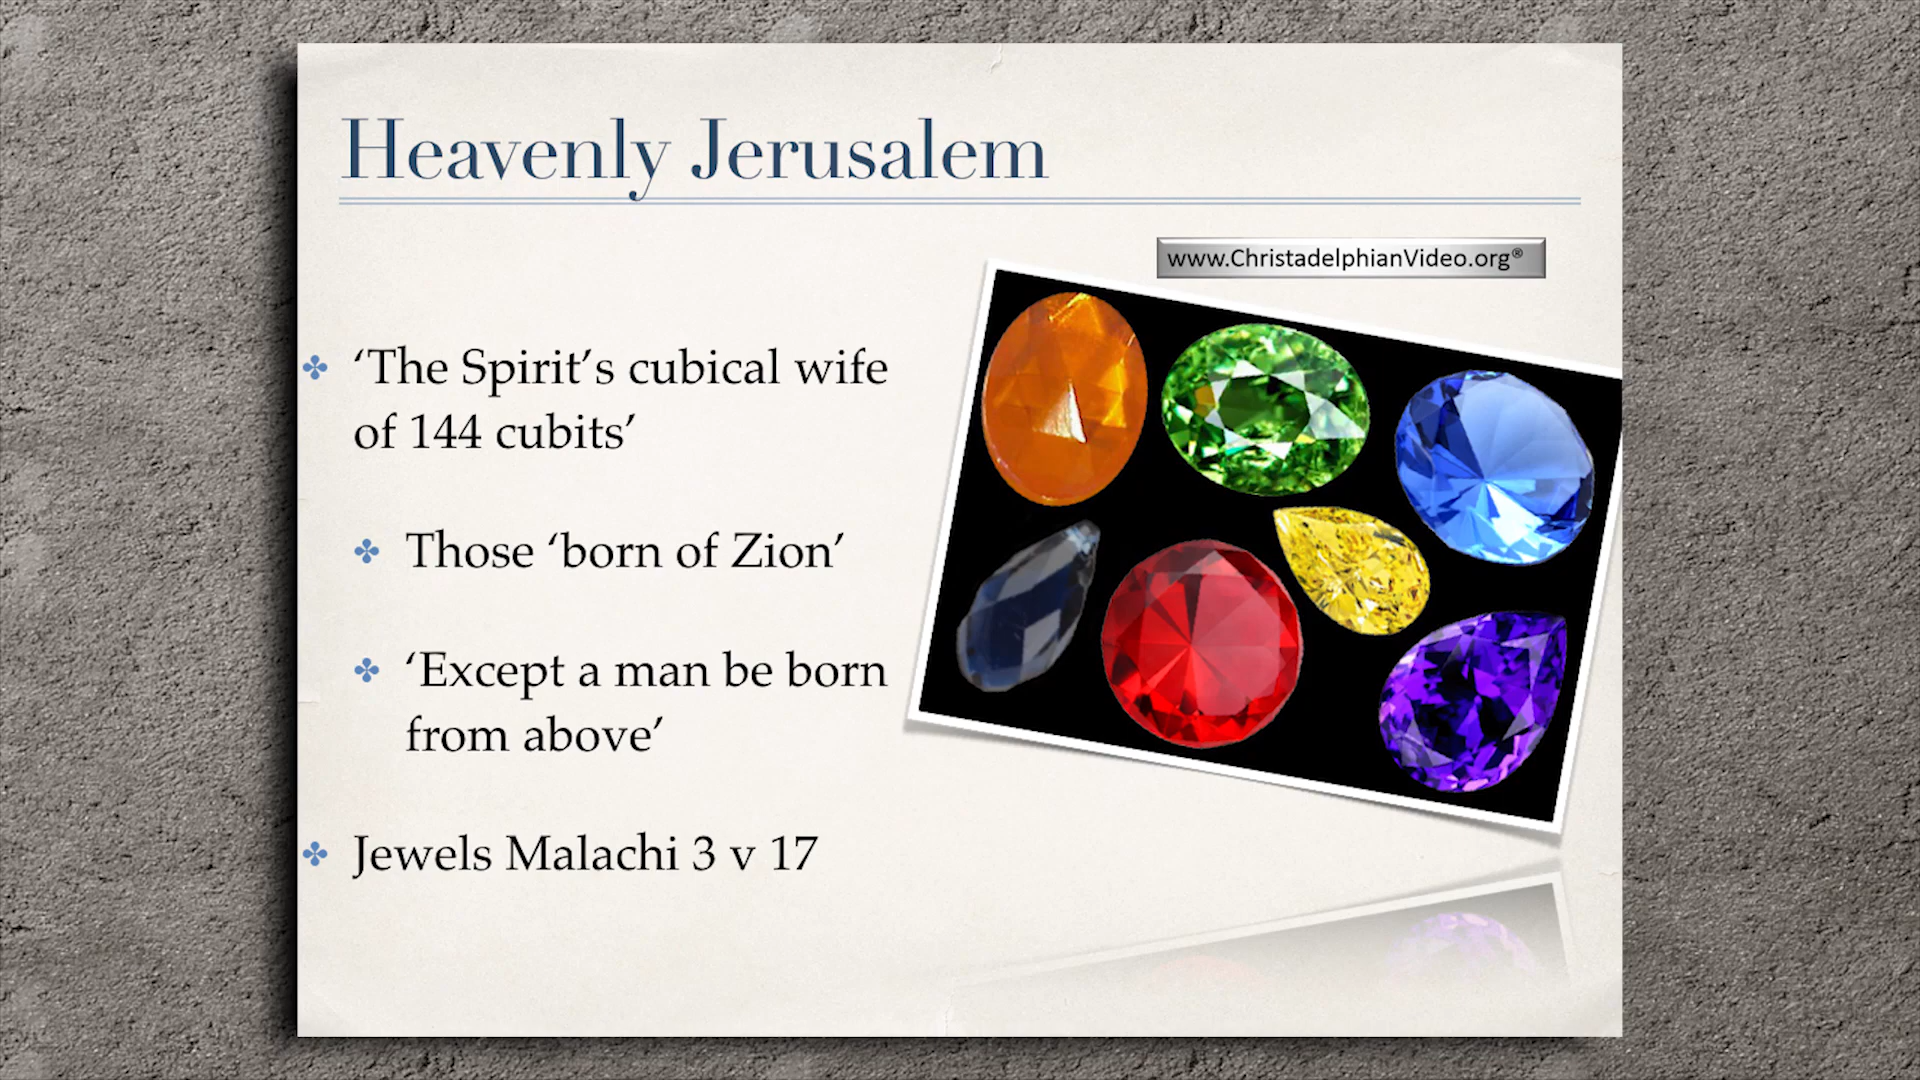 Heavenly Jerusalem
www.ChristadelphianVideo.org®
‘The Spirit’s cubical wife
of 144 cubits’
Those ‘born of Zion’
‘Except a man be born
from above’
Jewels Malachi 3 v 17